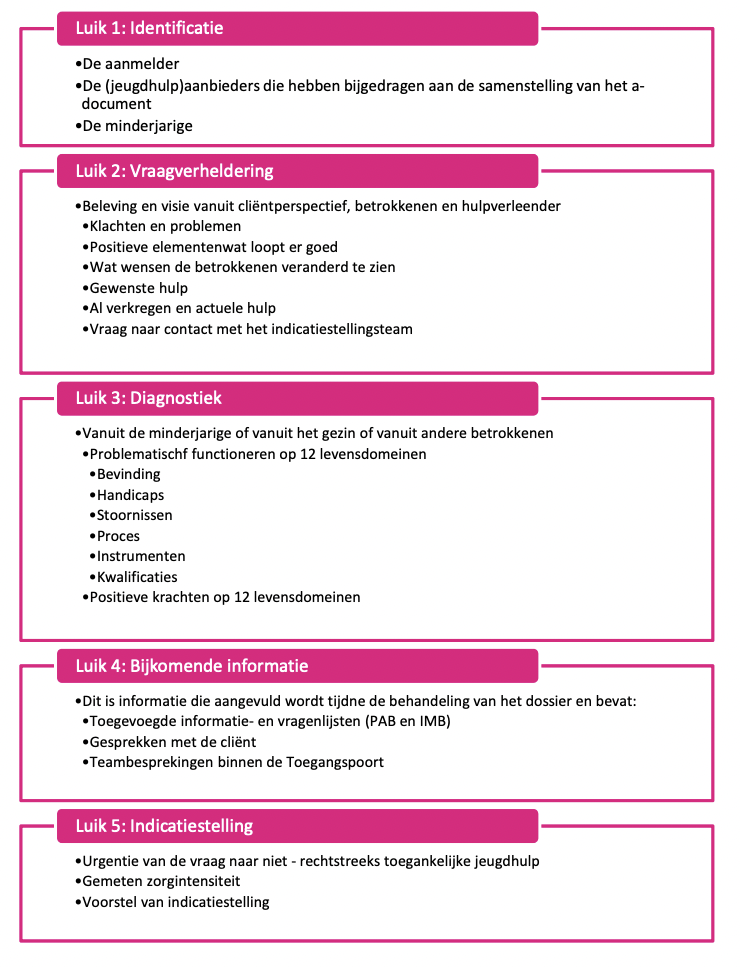 Luik 1: Identificatie
•De aanmelder
•De (jeugdhulp)aanbieders die hebben bijgedragen aan de samenstelling van het a-
document
•De minderjarige
Luik 2: Vraagverheldering
•Beleving en visie vanuit cliëntperspectief, betrokkenen en hulpverleender
•Klachten en problemen
•Positieve elementenwat loopt er goed
•Wat wensen de betrokkenen veranderd te zien
•Gewenste hulp
•Al verkregen en actuele hulp
•Vraag naar contact met het indicatiestellingsteam
Luik 3: Diagnostiek
•Vanuit de minderjarige of vanuit het gezin of vanuit andere betrokkenen
•Problematischf functioneren op 12 levensdomeinen
•Bevinding
•Handicaps
•Stoornissen
•Proces
•Instrumenten
•Kwalificaties
•Positieve krachten op 12 levensdomeinen
Luik 4: Bijkomende informatie
•Dit is informatie die aangevuld wordt tijdne de behandeling van het dossier en bevat:
•Toegevoegde informatie- en vragenlijsten (PAB en IMB)
•Gesprekken met de cliënt
•Teambesprekingen binnen de Toegangspoort
Luik 5: Indicatiestelling
•Urgentie van de vraag naar niet - rechtstreeks toegankelijke jeugdhulp
•Gemeten zorgintensiteit
•Voorstel van indicatiestelling